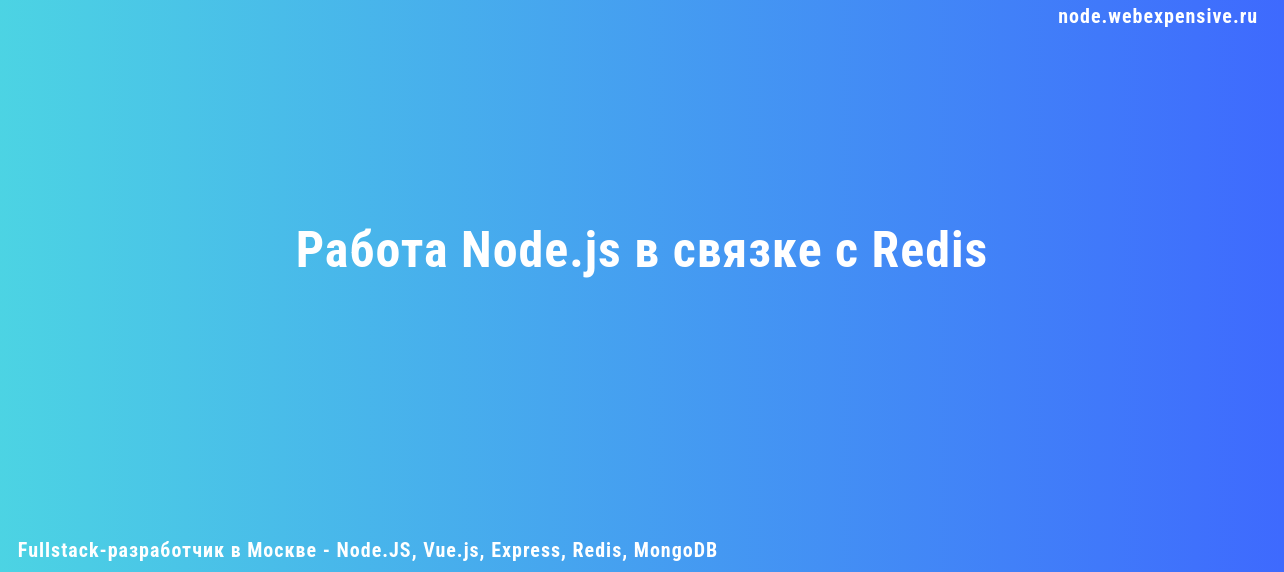 node.webexpensive.ru
Работа Node.js в связке с Redis
Fullstack-разработчик в Москве - Node.JS, Vue.js, Express, Redis, MongoDB